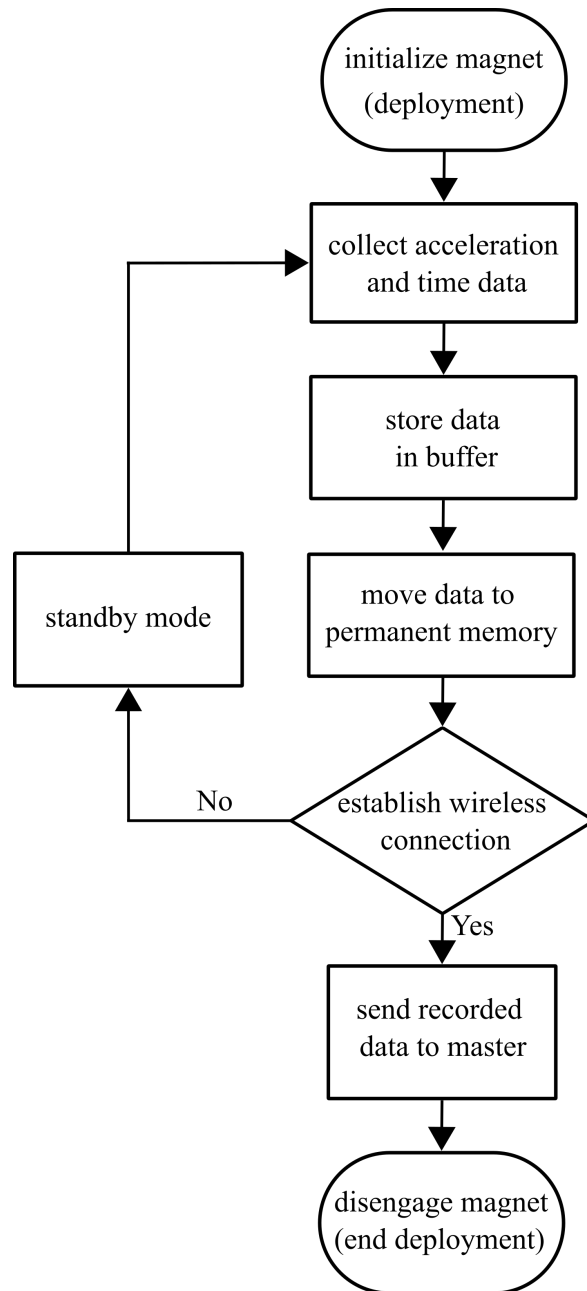 initialize magnet
(deployment)
collect acceleration
and time data
store data
in buffer
move data to
permanent memory
standby mode
No
establish wireless
connection
Yes
send recorded
data to master
disengage magnet
(end deployment)